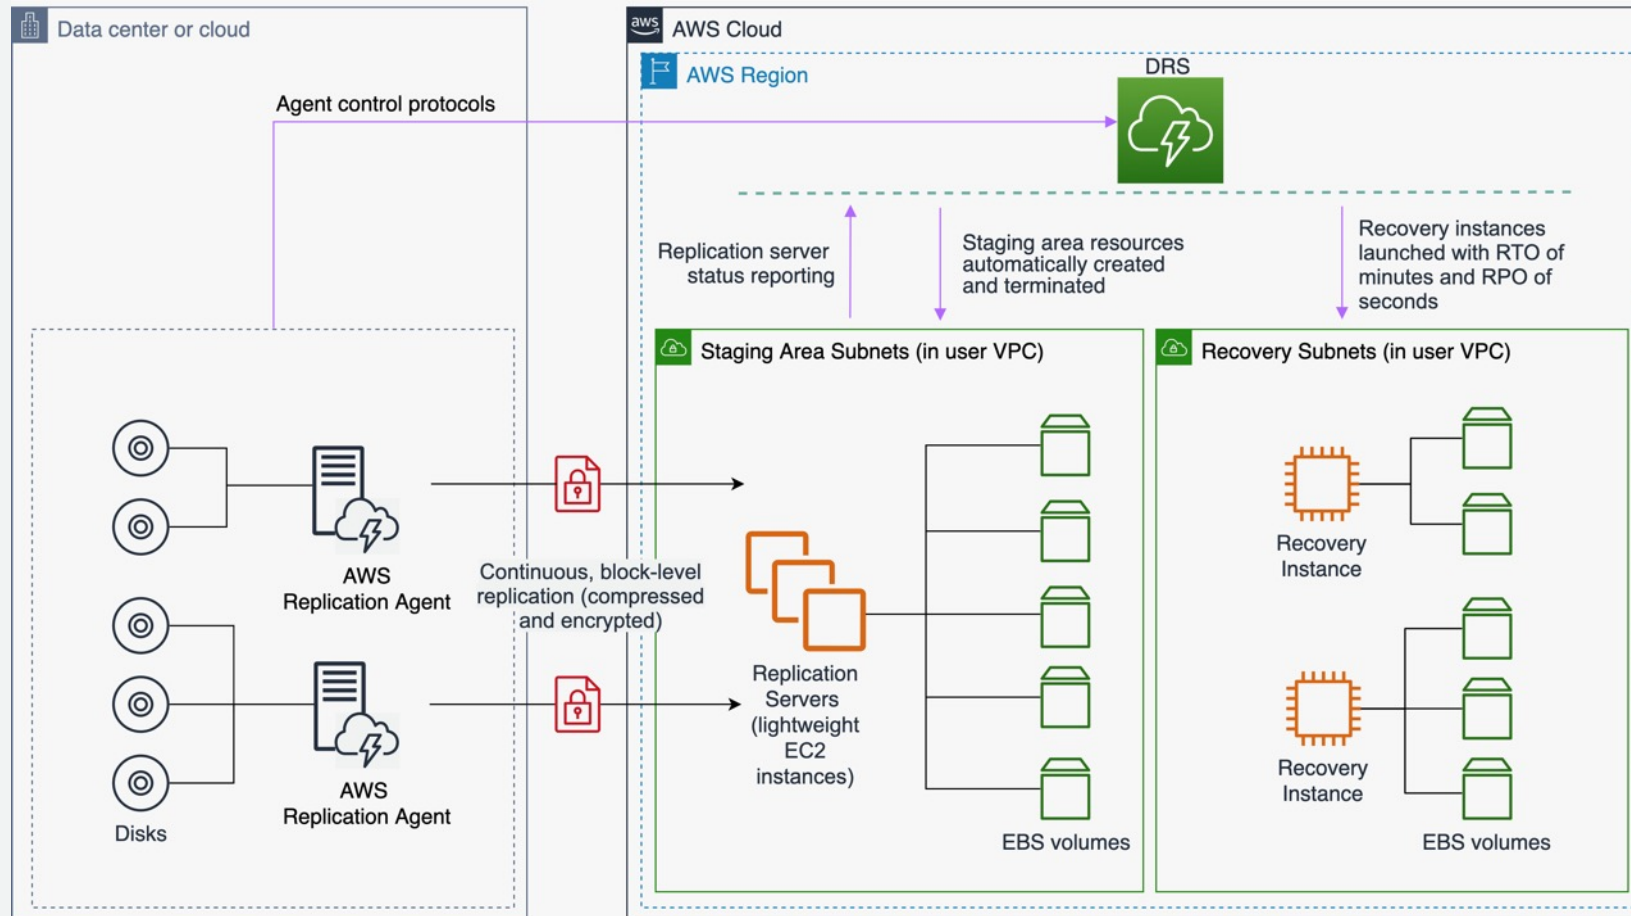 Data center or cloud
aws
AWS Cloud
AWS Region
DRS
Agent control protocols
Replication server
status reporting
Staging area resources
automatically created
and terminated
Recovery instances
launched with RTO of
minutes and RPO of
seconds
Staging Area Subnets (in user VPC)
Recovery Subnets (in user VPC)
AWS
Replication Agent
Continuous, block-level
replication (compressed
and encrypted)
Recovery
Instance
Replication
Servers
(lightweight
EC2
instances)
AWS
Replication Agent
Disks
Recovery
Instance
EBS volumes
EBS volumes